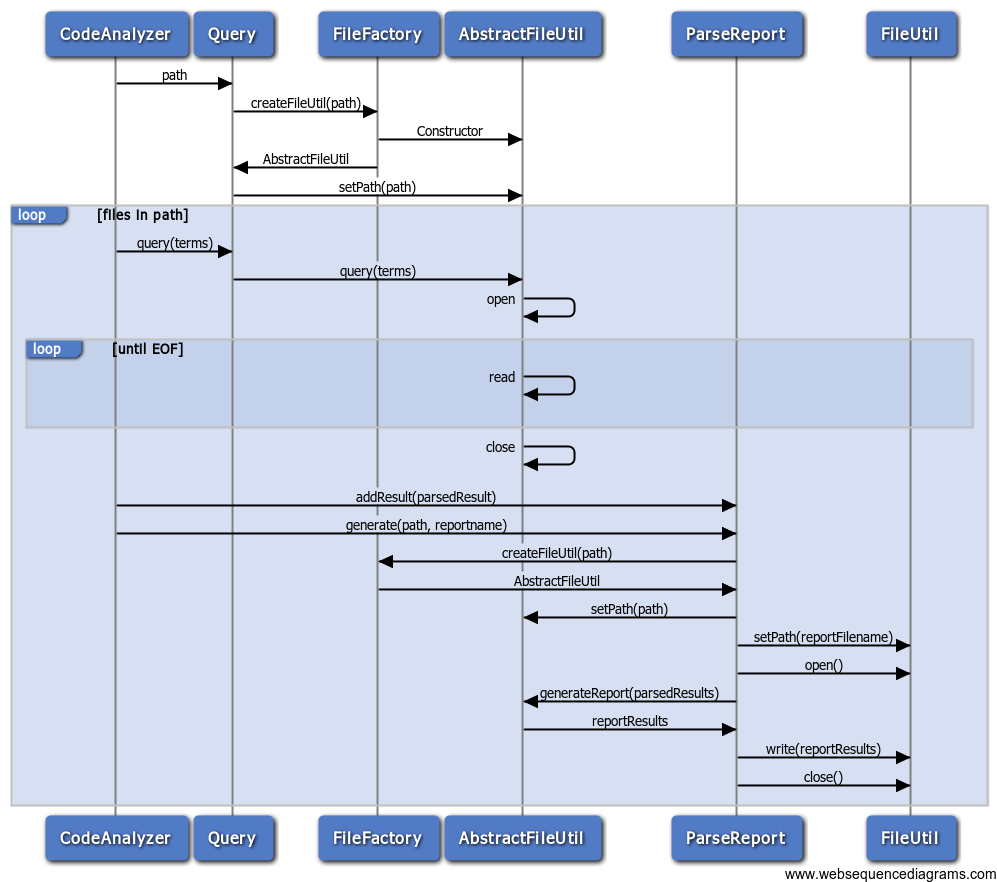 CodeAnalyzer Query FileFactory AbstractFileUtil ParseReport FileUtil
path
createFileUtil(path)
Constructor
AbstractFileUtil
setPath(path)
loop [files in path]
query(terms)
query(terms)
open
loop [until EOF]
read
close
addResult(parsedResult)
generate(path, reportname)
createFileUtil(path)
AbstractFileUtil
setPath(path)
setPath(reportFilename)
open()
generateReport(parsedResults)
reportResults
write(reportResults)
close()
CodeAnalyzer Query FileFactory AbstractFileUtil ParseReport FileUtil
www.websequencediagrams.com